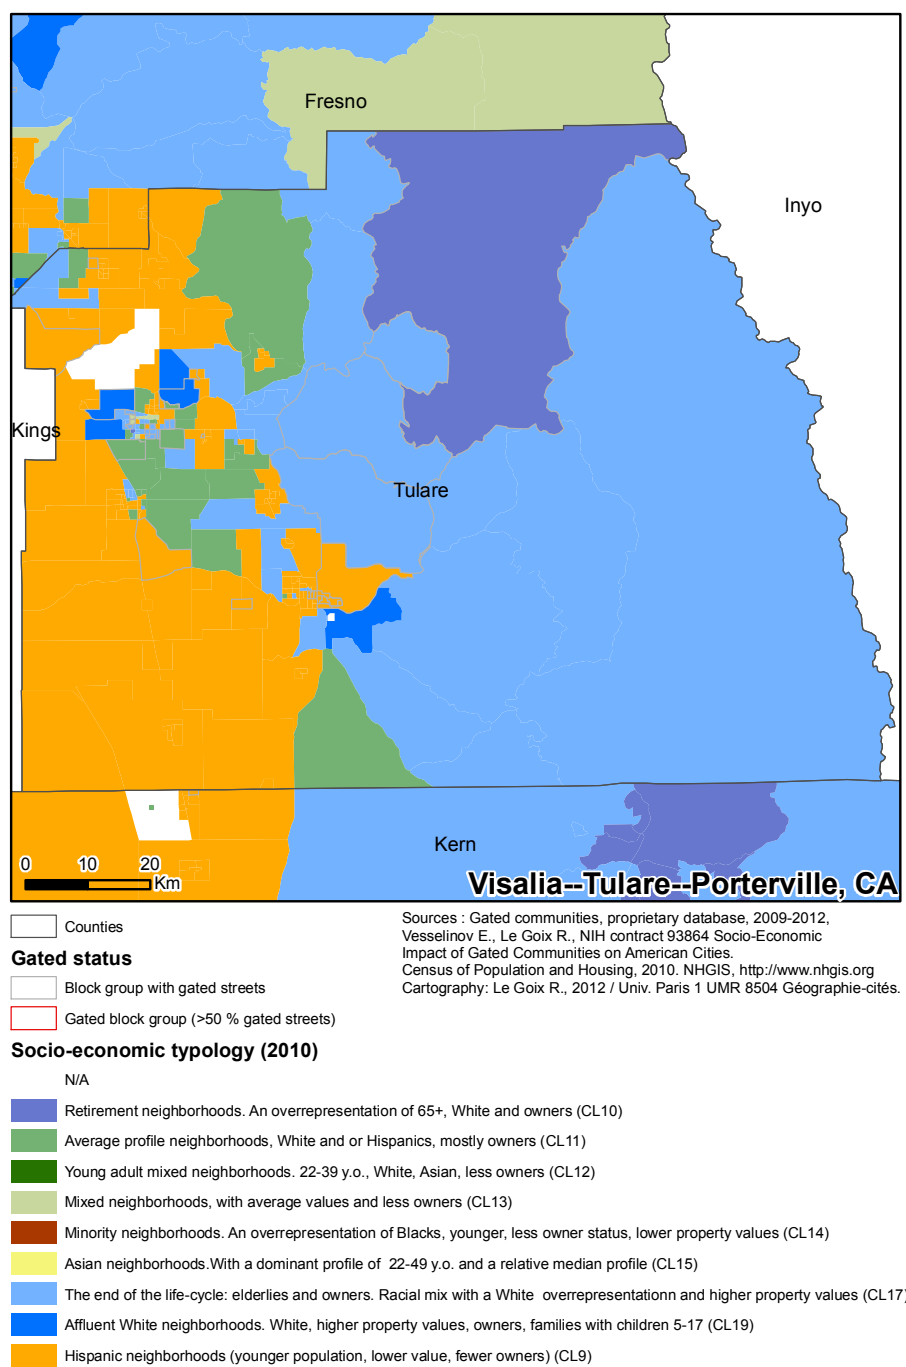 Fresno
Inyo
Kings
Tulare
Kern
0 10 20
Km
Visalia--Tulare--Porterville, CA
Counties
Gated status
Block group with gated streets
Gated block group (>50 % gated streets)
Sources : Gated communities, proprietary database, 2009-2012,
Vesselinov E., Le Goix R., NIH contract 93864 Socio-Economic
Impact of Gated Communities on American Cities.
Census of Population and Housing, 2010. NHGIS, http://www.nhgis.org
Cartography: Le Goix R., 2012 / Univ. Paris 1 UMR 8504 Géographie-cités.
Socio-economic typology (2010)
N/A
Retirement neighborhoods. An overrepresentation of 65+, White and owners (CL10)
Average profile neighborhoods, White and or Hispanics, mostly owners (CL11)
Young adult mixed neighborhoods. 22-39 y.o., White, Asian, less owners (CL12)
Mixed neighborhoods, with average values and less owners (CL13)
Minority neighborhoods. An overrepresentation of Blacks, younger, less owner status, lower property values (CL14)
Asian neighborhoods.With a dominant profile of 22-49 y.o. and a relative median profile (CL15)
The end of the life-cycle: elderlies and owners. Racial mix with a White overrepresentationn and higher property values (CL17)
Affluent White neighborhoods. White, higher property values, owners, families with children 5-17 (CL19)
Hispanic neighborhoods (younger population, lower value, fewer owners) (CL9)